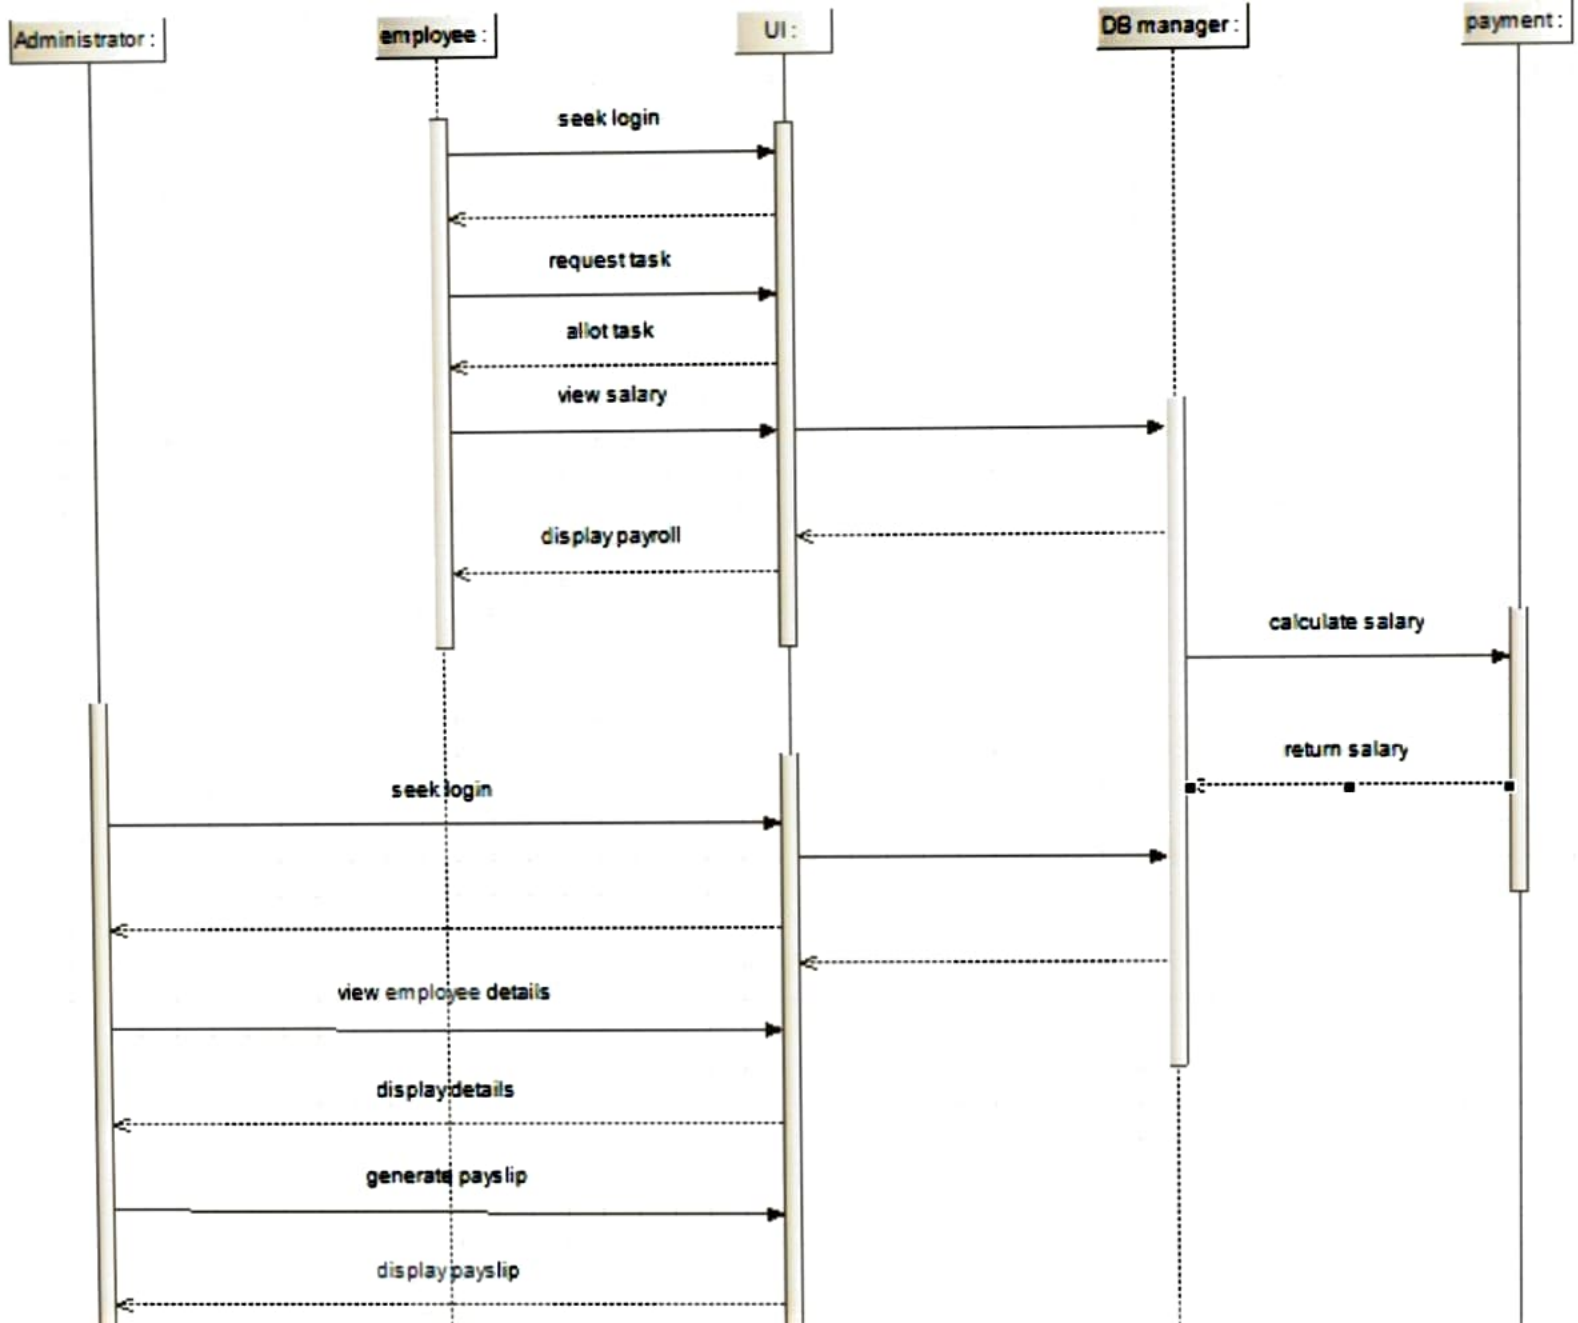 Administrator :
employee :
UI :
DB manager :
payment :
seek login
request task
allot task
view salary
display payroll
calculate salary
return salary
seek login
view employee details
display details
generate payslip
display payslip